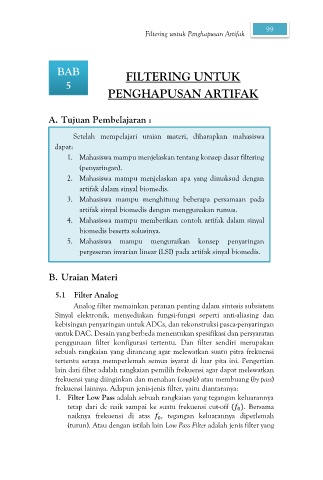 Filtering untuk Penghapusan Artifak 99
BAB
5
FILTERING UNTUK
PENGHAPUSAN ARTIFAK
A. Tujuan Pembelajaran :
Setelah mempelajari uraian materi, diharapkan mahasiswa
dapat:
1. Mahasiswa mampu menjelaskan tentang konsep dasar filtering
(penyaringan).
2. Mahasiswa mampu menjelaskan apa yang dimaksud dengan
artifak dalam sinyal biomedis.
3. Mahasiswa mampu menghitung beberapa persamaan pada
artifak sinyal biomedis dengan menggunakan rumus.
4. Mahasiswa mampu memberikan contoh artifak dalam sinyal
biomedis beserta solusinya.
5. Mahasiswa mampu menguraikan konsep penyaringan
pergeseran invarian linear (LSI) pada artifak sinyal biomedis.
B. Uraian Materi
5.1 Filter Analog
Analog filter memainkan peranan penting dalam sintesis subsistem
Sinyal elektronik, menyediakan fungsi-fungsi seperti anti-aliasing dan
kebisingan penyaringan untuk ADCs, dan rekonstruksi pasca-penyaringan
untuk DAC. Desain yang berbeda menentukan spesifikasi dan persyaratan
penggunaan filter konfigurasi tertentu. Dan filter sendiri merupakan
sebuah rangkaian yang dirancang agar melewatkan suatu pita frekuensi
tertentu seraya memperlemah semua isyarat di luar pita ini. Pengertian
lain dari filter adalah rangkaian pemilih frekuensi agar dapat melewatkan
frekuensi yang diinginkan dan menahan (couple) atau membuang (by pass)
frekuensi lainnya. Adapun jenis-jenis filter, yaitu diantaranya:
1. Filter Low Pass adalah sebuah rangkaian yang tegangan keluarannya
tetap dari dc naik sampai ke suatu frekuensi cut-off (f₀). Bersama
naiknya frekuensi di atas f₀, tegangan keluarannya diperlemah
(turun). Atau dengan istilah lain Low Pass Filter adalah jenis filter yang